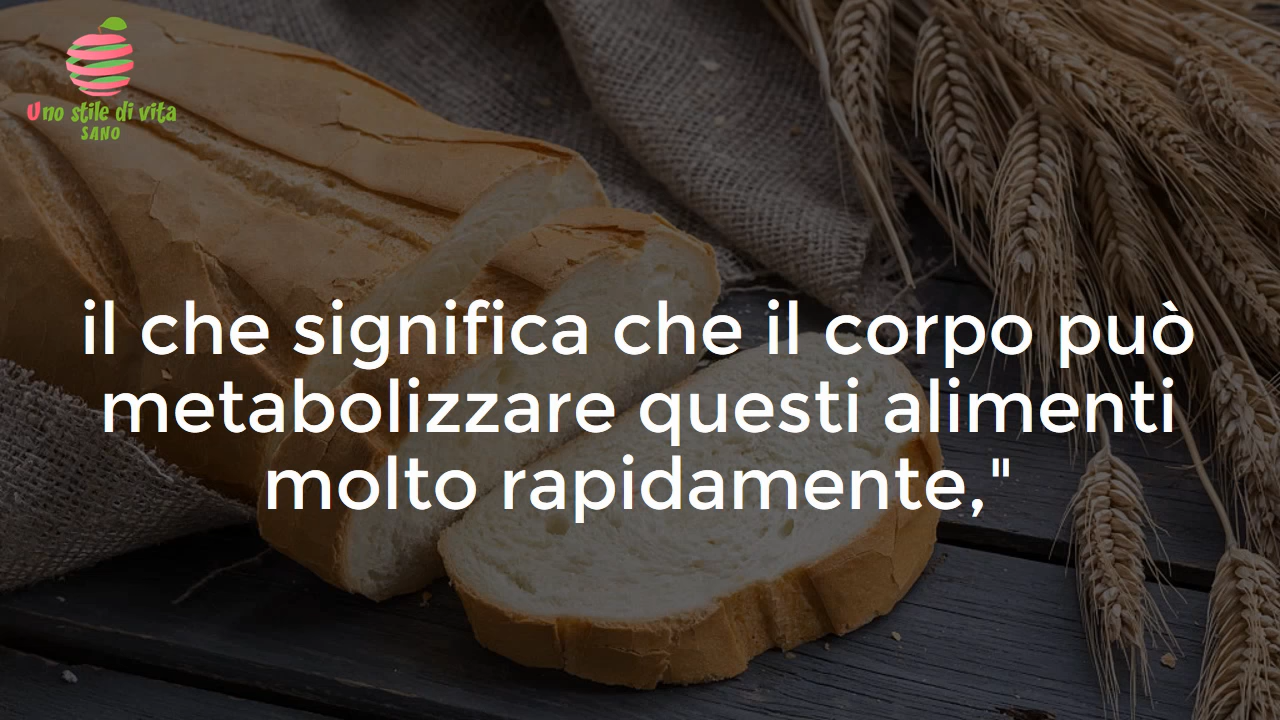 Uno stile di vita
SANO
il che significa che il corpo può
metabolizzare questi alimenti
molto rapidamente,"